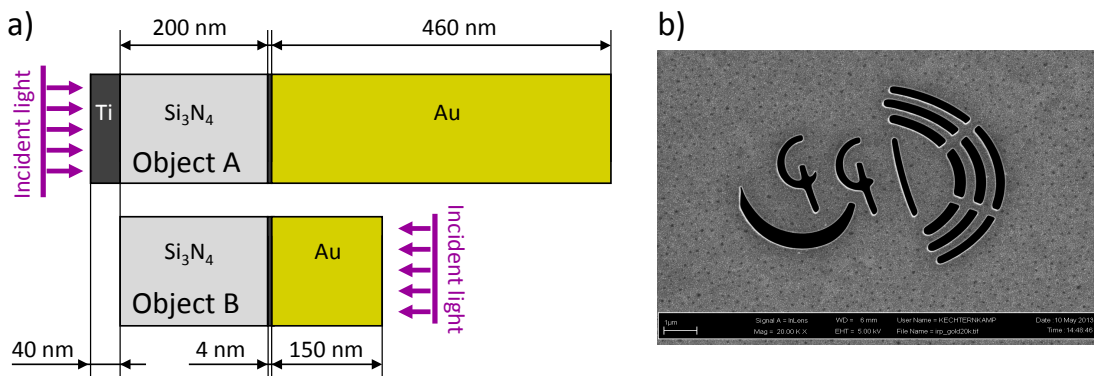 a)
200 nm
460 nm
Incident light
Ti
Si₃N₄
Object A
Au
Si₃N₄
Object B
Au
Incident light
40 nm
4 nm
150 nm
b)
1µm
Signal A = InLens
Mag = 20.00 K X
WD = 6 mm
EHT = 5.00 kV
User Name = KECHTERNKAMP
File Name = irp_gold20k.tif
Date :10 May 2013
Time :14:48:46